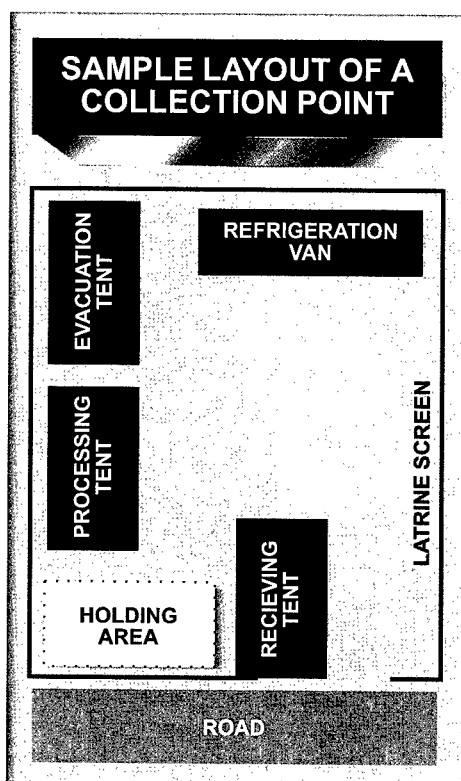 SAMPLE LAYOUT OF A
COLLECTION POINT
EVACUATION
TENT
REFRIGERATION
VAN
PROCESSING
TENT
LATRINE SCREEN
HOLDING
AREA
RECIEVING
TENT
ROAD